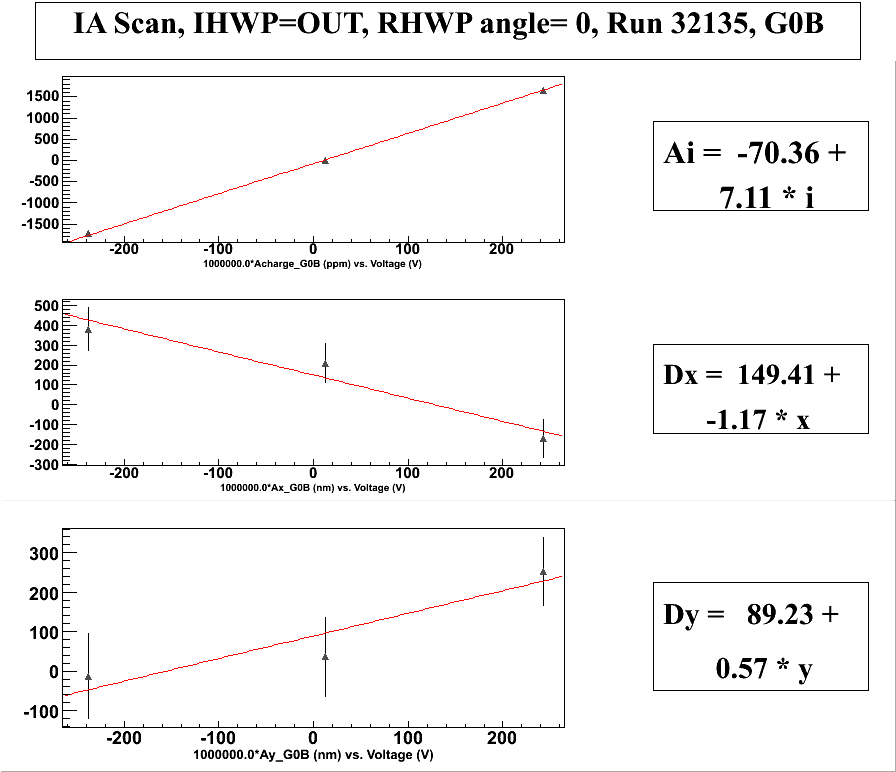 IA Scan, IHWP=OUT, RHWP angle= 0, Run 32135, G0B
1500
1000
500
0
-500
-1000
-1500
-200 -100 0 100 200
1000000.0*Acharge_G0B (ppm) vs. Voltage (V)
Ai = -70.36 +
7.11 * i
500
400
300
200
100
0
-100
-200
-300
-200 -100 0 100 200
1000000.0*Ax_G0B (nm) vs. Voltage (V)
Dx = 149.41 +
-1.17 * x
300
200
100
0
-100
-200 -100 0 100 200
1000000.0*Ay_G0B (nm) vs. Voltage (V)
Dy = 89.23 +
0.57 * y